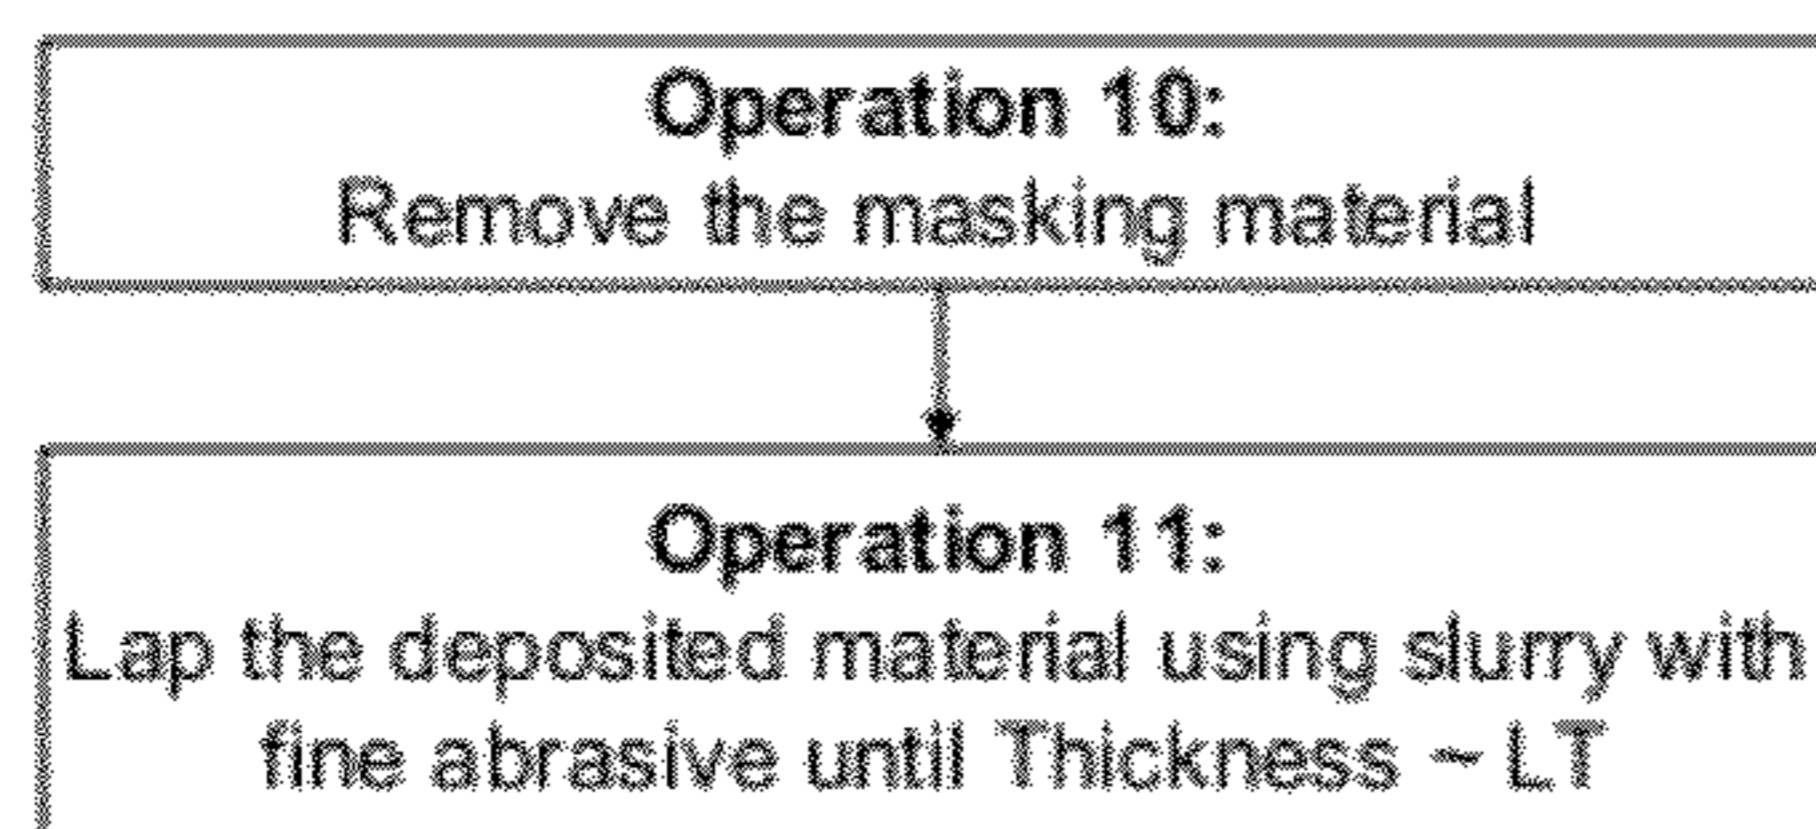 Operation 10:
Remove the masking material
Operation 11:
Lap the deposited material using slurry with
fine abrasive until Thickness ~ LT